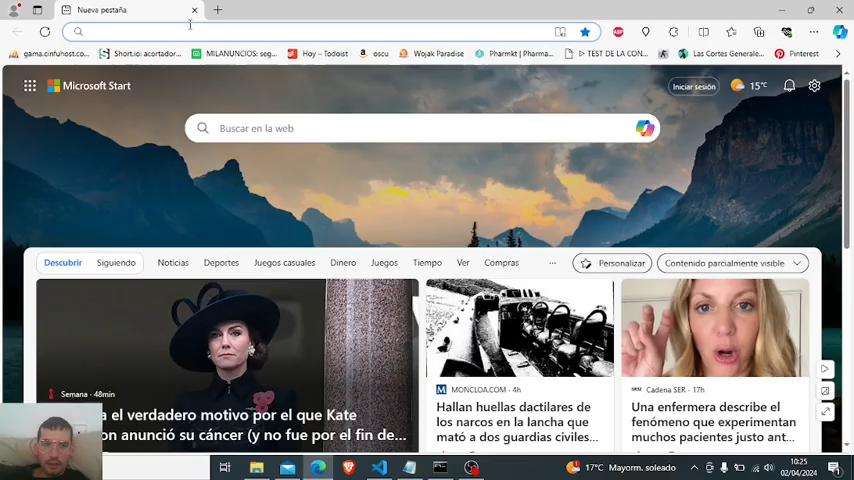 Nueva pestaña
gama.cinfuhost.co...
Short.io: acortador...
MILANUNCIOS: seg...
Hoy – Todoist
oscu
Wojak Paradise
Pharmkt | Pharma...
▷ TEST DE LA CON...
Las Cortes Generale...
Pinterest
Microsoft Start
Iniciar sesión
15°C
Buscar en la web
Descubrir
Siguiendo
Noticias
Deportes
Juegos casuales
Dinero
Juegos
Tiempo
Ver
Compras
...
Personalizar
Contenido parcialmente visible
Semana · 48min
a el verdadero motivo por el que Kate
on anunció su cáncer (y no fue por el fin de...
MONCLOA.COM · 4h
Hallan huellas dactilares de
los narcos en la lancha que
mató a dos guardias civiles...
Cadena SER · 17h
Una enfermera describe el
fenómeno que experimentan
muchos pacientes justo ant...
17°C Mayorm. soleado
10:25
02/04/2024